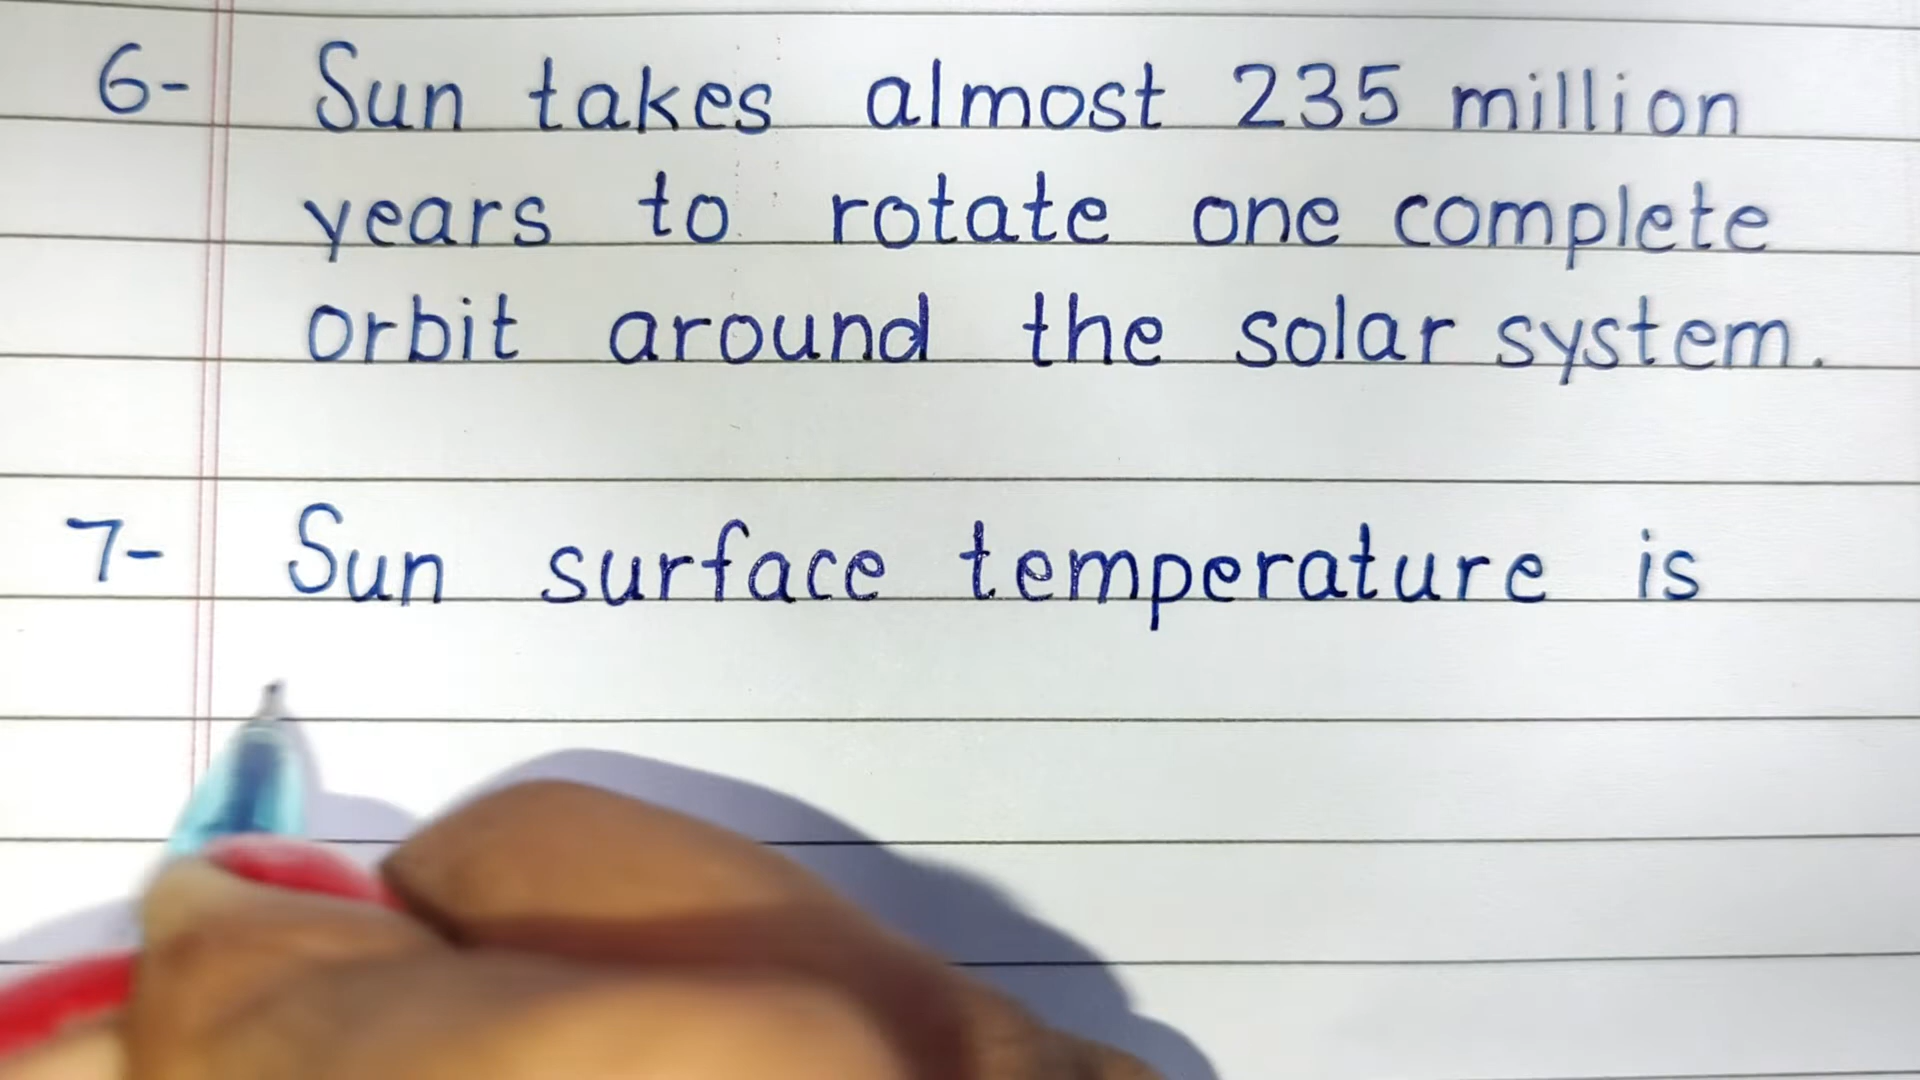 6- Sun takes almost 235 million
years to rotate one complete
orbit around the solar system.
7- Sun surface temperature is